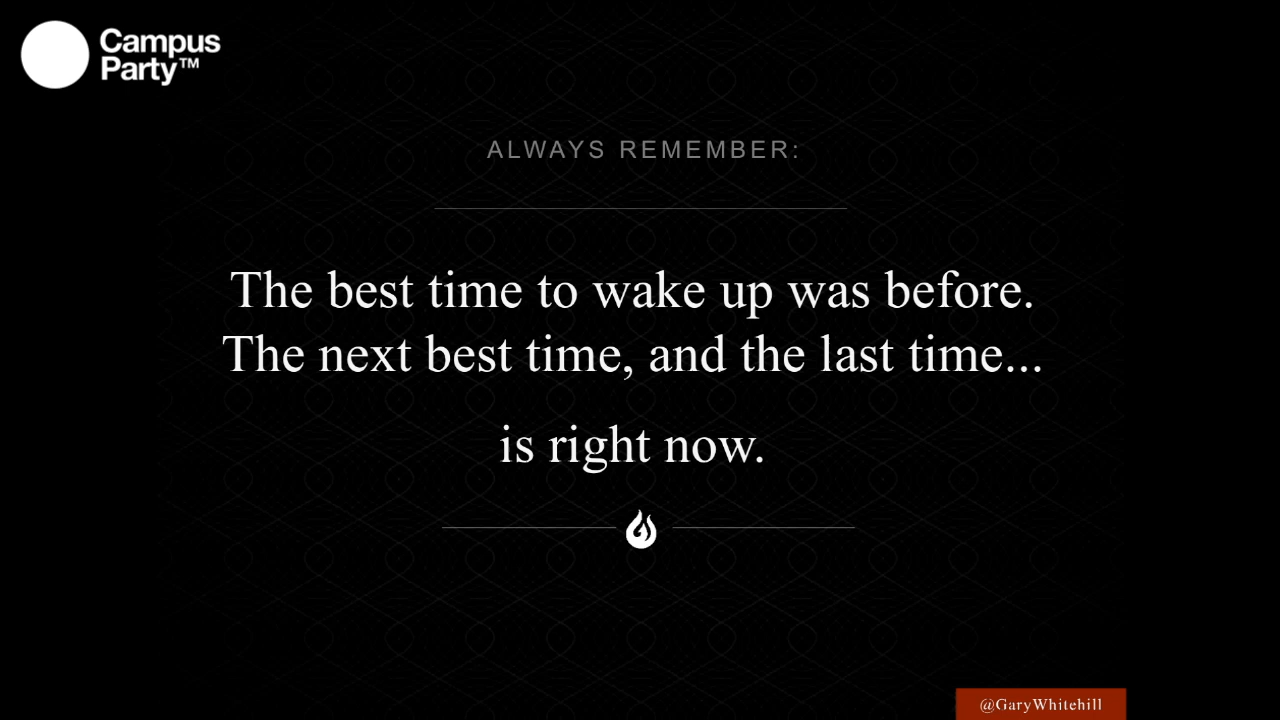 Campus
Party™
ALWAYS REMEMBER:
The best time to wake up was before.
The next best time, and the last time...
is right now.
@GaryWhitehill